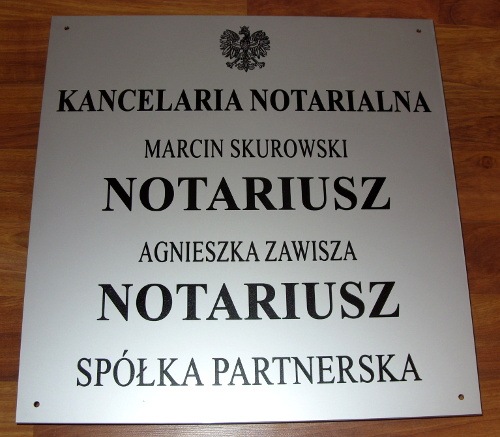 KANCELARIA NOTARIALNA
MARCIN SKUROWSKI
NOTARIUSZ
AGNIESZKA ZAWISZA
NOTARIUSZ
SPÓŁKA PARTNERSKA